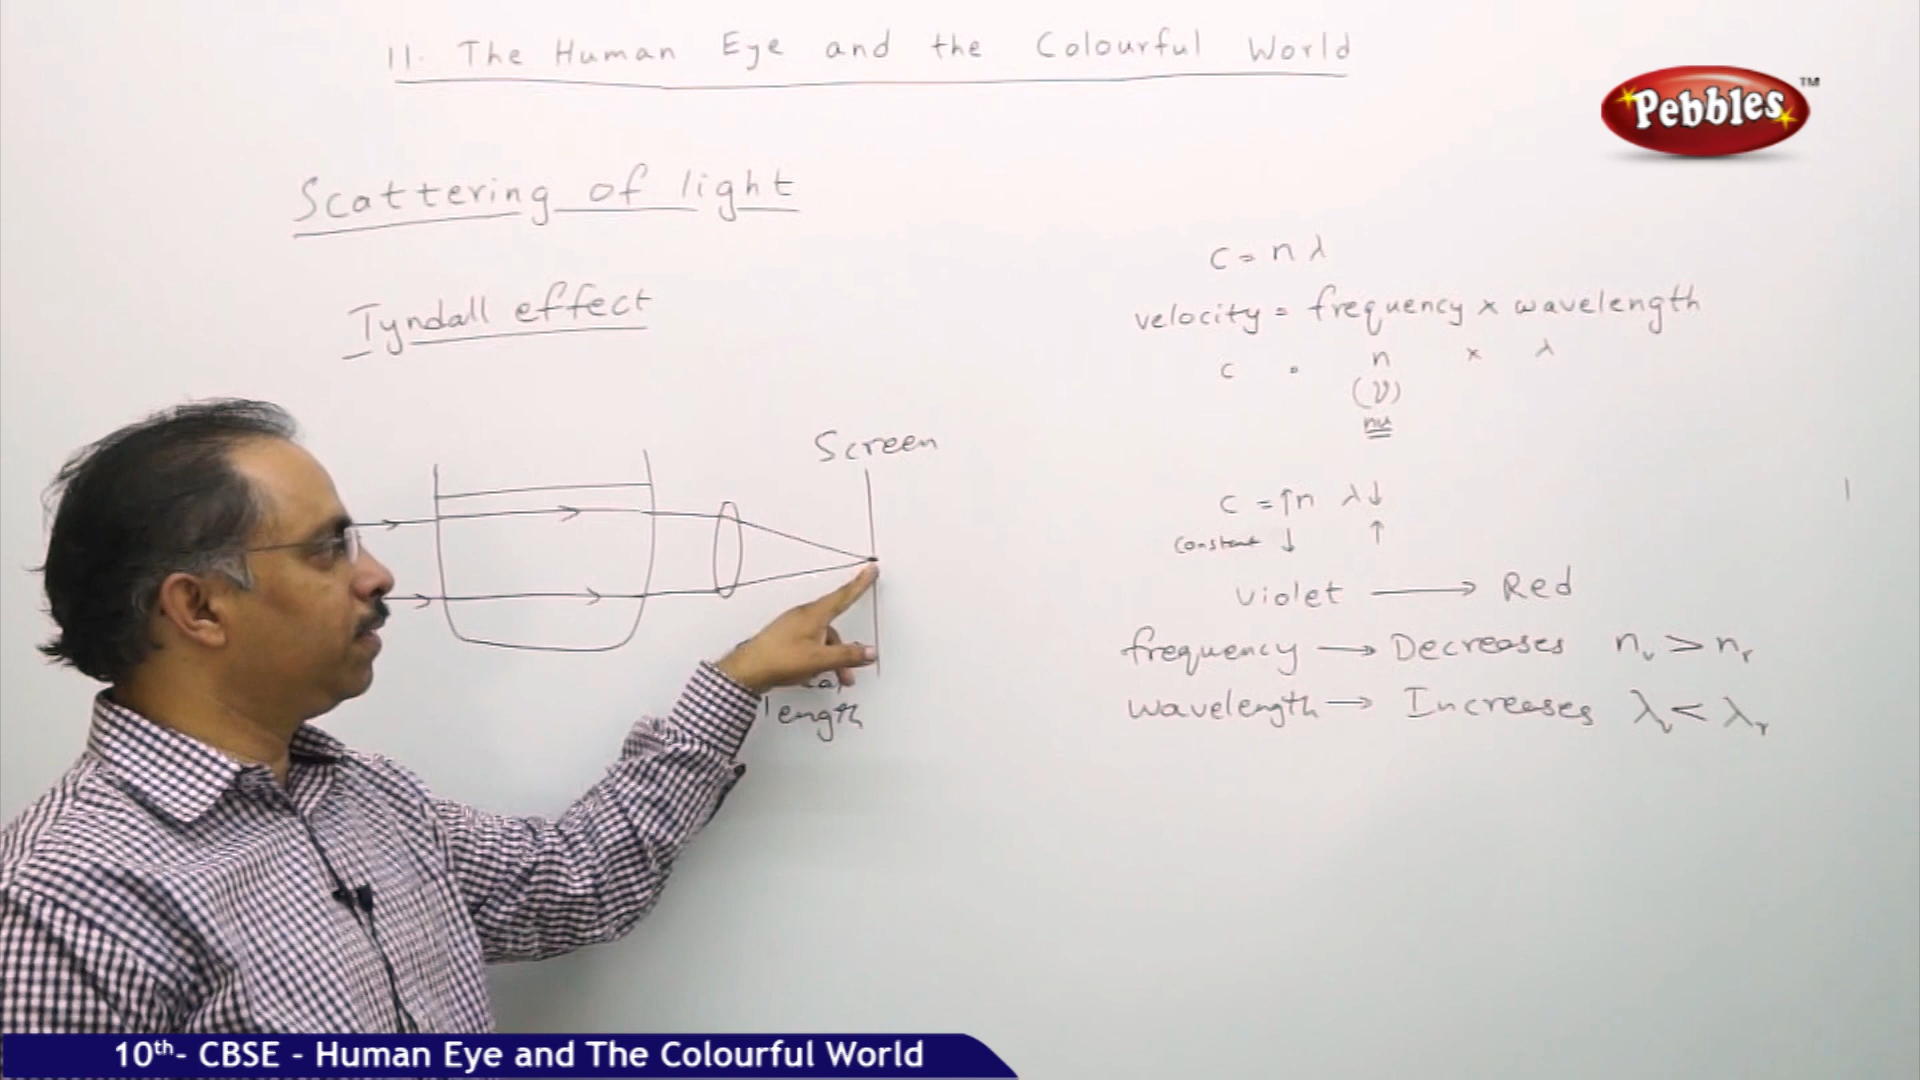 11. The Human Eye and the Colourful World
Pebbles™
Scattering of light
Tyndall effect
Screen
length
C = n λ
velocity = frequency x wavelength
C = n x λ
(ν)
nu
C = ↑n λ↓
Constant ↓ ↑
Violet → Red
frequency → Decreases nv > nr
wavelength → Increases λv < λr
10th- CBSE - Human Eye and The Colourful World